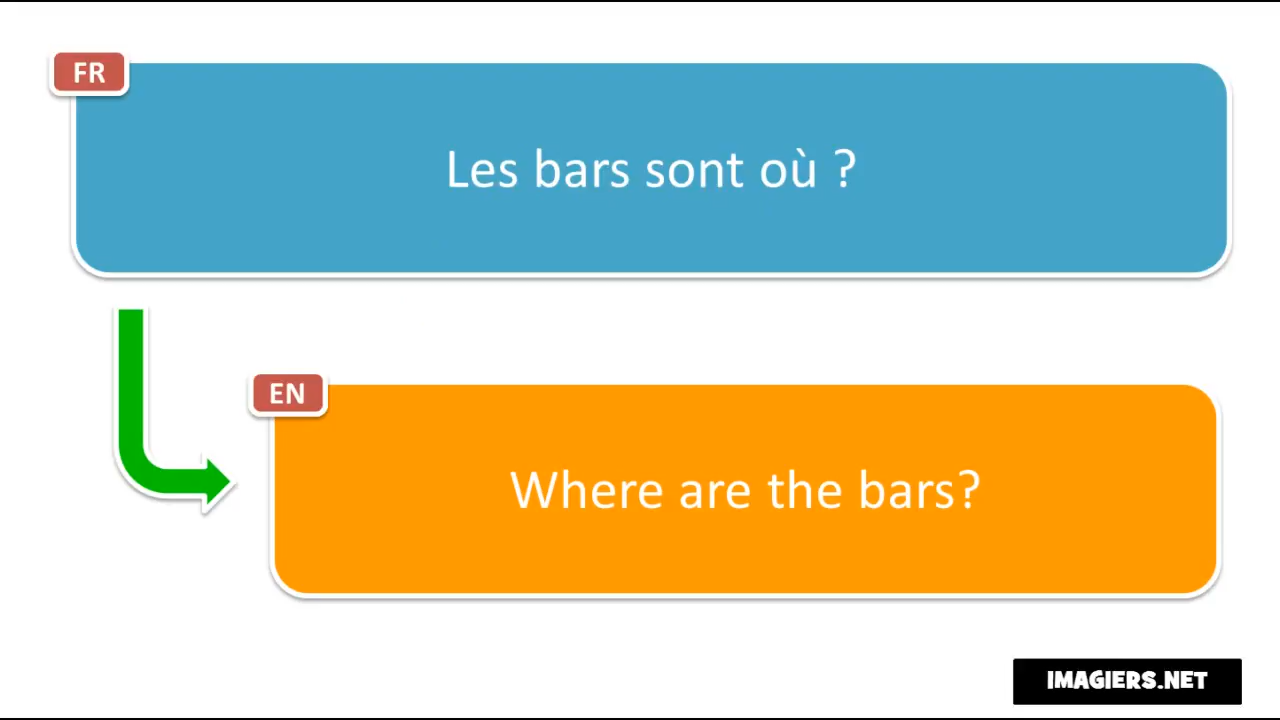 FR
Les bars sont où ?
EN
Where are the bars?
IMAGIERS.NET